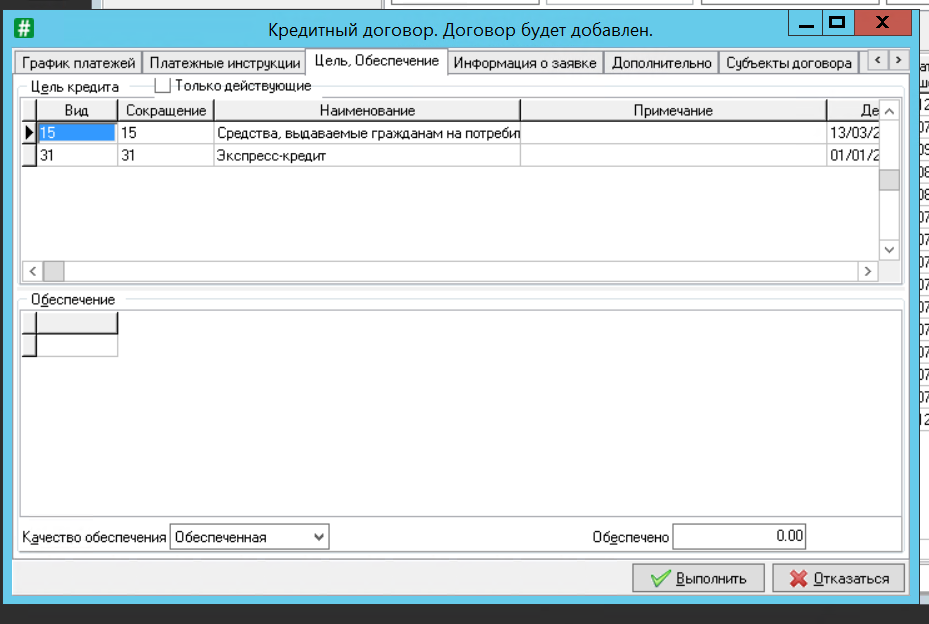 Кредитный договор. Договор будет добавлен.
График платежей Платежные инструкции Цель, Обеспечение Информация о заявке Дополнительно Субъекты договора
Цель кредита Только действующие
Вид Сокращение Наименование Примечание Де
15 15 Средства, выдаваемые гражданам на потребит 13/03/2
31 31 Экспресс-кредит 01/01/2
Обеспечение
Качество обеспечения Обеспеченная Обеспечено 0.00
Выполнить Отказаться